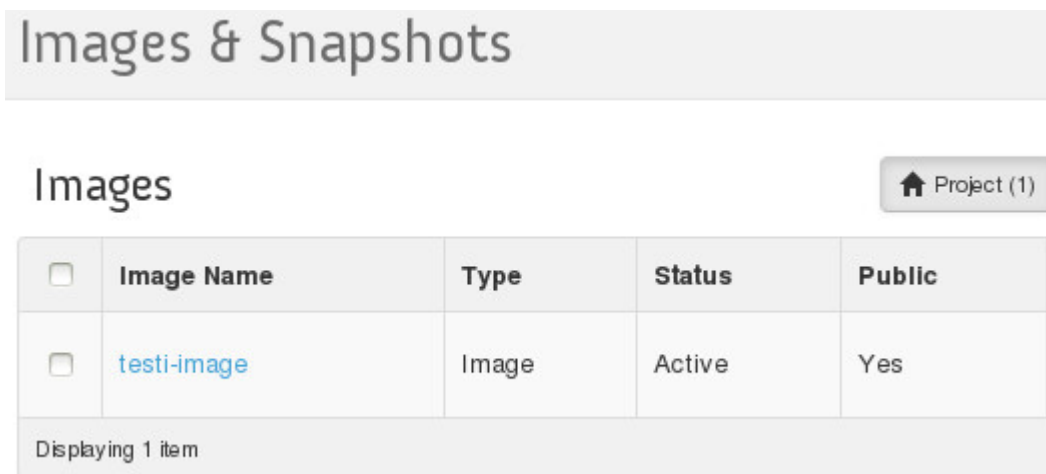 Images & Snapshots
Images
Project (1)
Image Name Type Status Public
testi-image Image Active Yes
Displaying 1 item